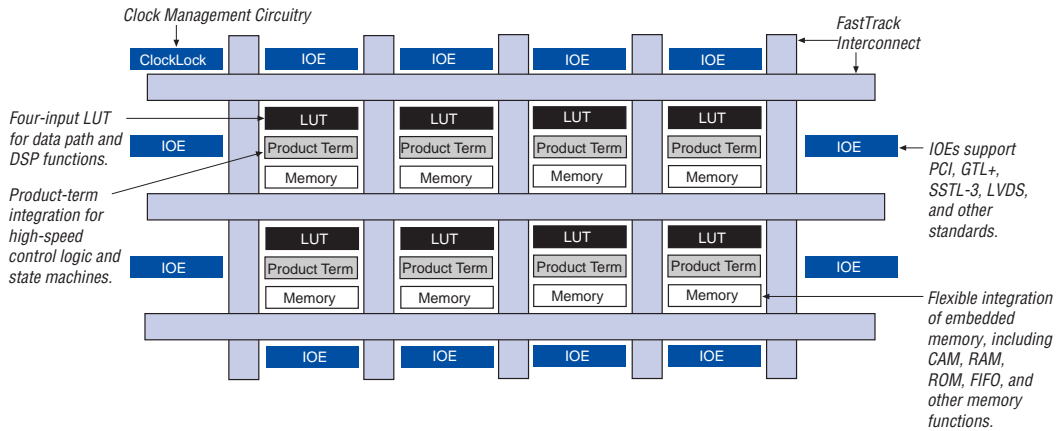 Clock Management Circuitry
FastTrack
Interconnect
ClockLock
IOE
IOE
IOE
IOE
Four-input LUT
for data path and
DSP functions.
LUT
LUT
LUT
LUT
IOE
Product Term
Product Term
Product Term
Product Term
IOE
Memory
Memory
Memory
Memory
IOEs support
PCI, GTL+,
SSTL-3, LVDS,
and other
standards.
Product-term
integration for
high-speed
control logic and
state machines.
LUT
LUT
LUT
LUT
IOE
Product Term
Product Term
Product Term
Product Term
IOE
Memory
Memory
Memory
Memory
Flexible integration
of embedded
memory, including
CAM, RAM,
ROM, FIFO, and
other memory
functions.
IOE
IOE
IOE
IOE